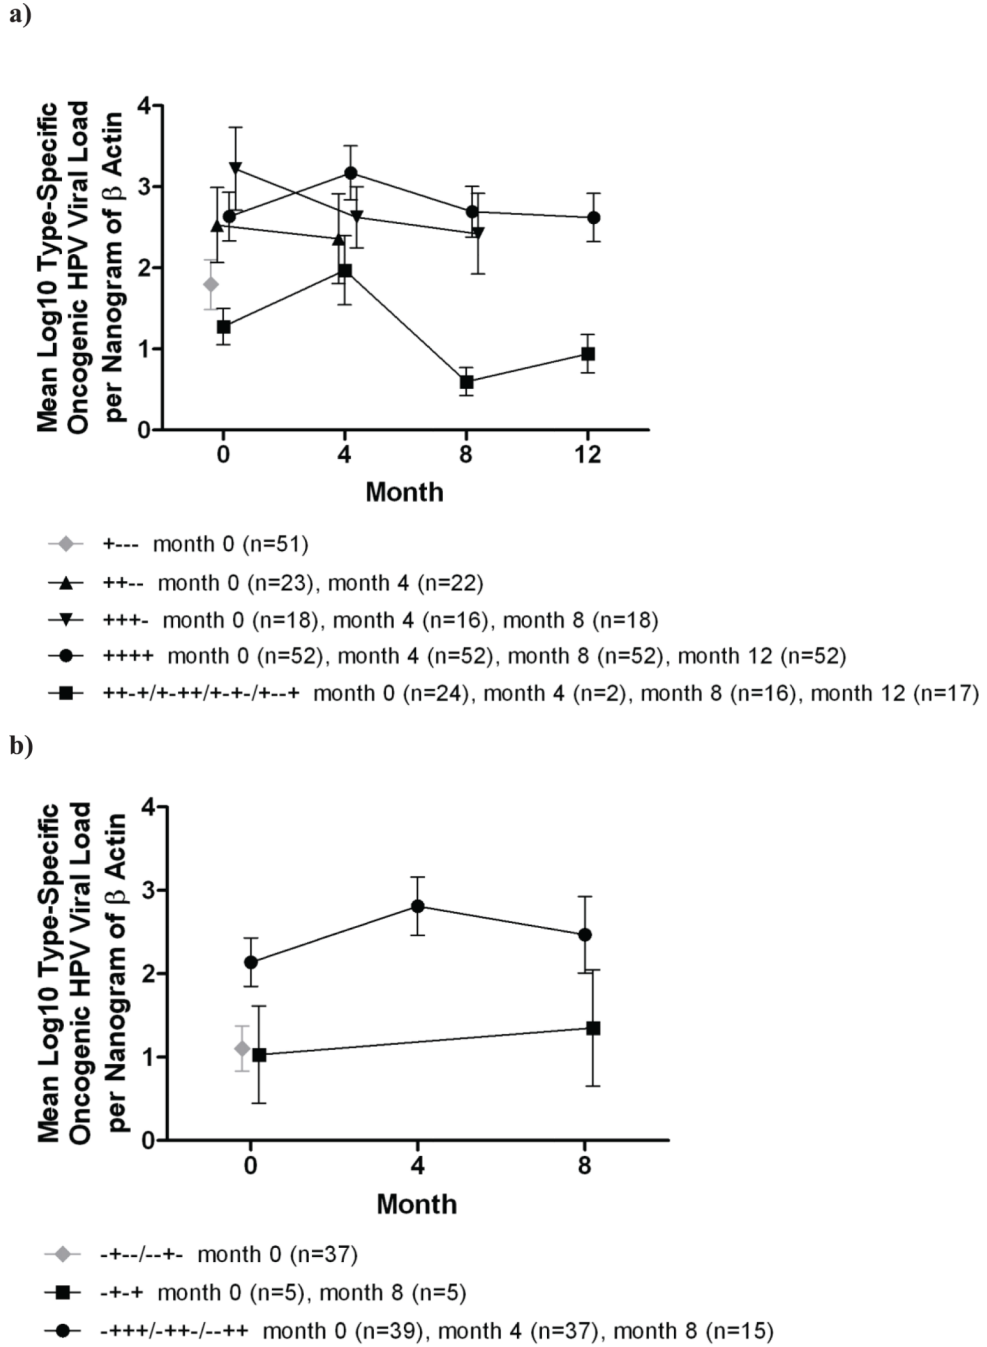 a)
Mean Log10 Type-Specific
Oncogenic HPV Viral Load
per Nanogram of β Actin
4
3
2
1
0
0 4 8 12
Month
+--- month 0 (n=51)
++-- month 0 (n=23), month 4 (n=22)
+++- month 0 (n=18), month 4 (n=16), month 8 (n=18)
++++ month 0 (n=52), month 4 (n=52), month 8 (n=52), month 12 (n=52)
++-+/+-++/+-+-/+--+ month 0 (n=24), month 4 (n=2), month 8 (n=16), month 12 (n=17)
b)
Mean Log10 Type-Specific
Oncogenic HPV Viral Load
per Nanogram of β Actin
4
3
2
1
0
0 4 8
Month
-+--/--+- month 0 (n=37)
-+-+ month 0 (n=5), month 8 (n=5)
-+++/-++-/--++ month 0 (n=39), month 4 (n=37), month 8 (n=15)